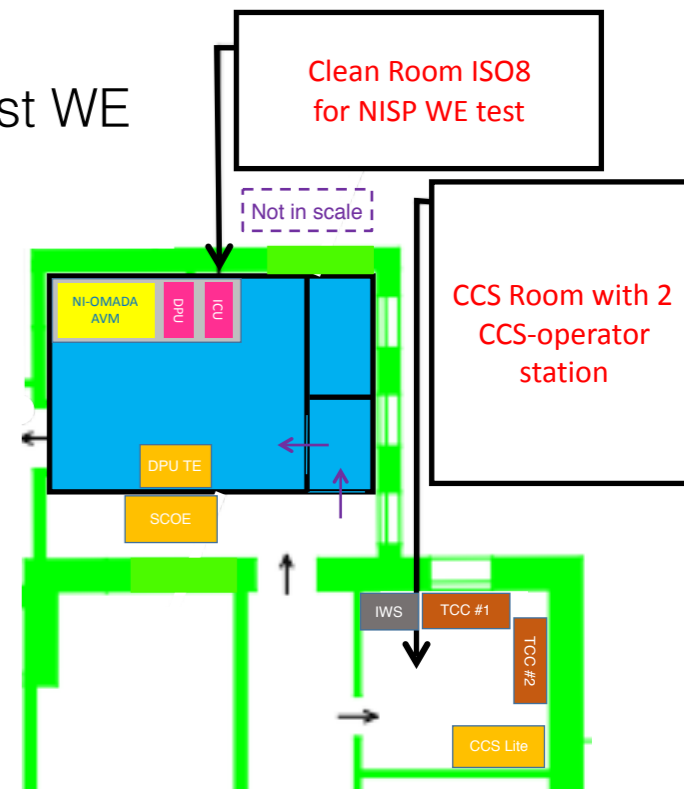 st WE
Clean Room ISO8
for NISP WE test
Not in scale
CCS Room with 2
CCS-operator
station
NI-OMADA
AVM
DPU
ICU
DPU TE
SCOE
IWS
TCC #1
TCC #2
CCS Lite